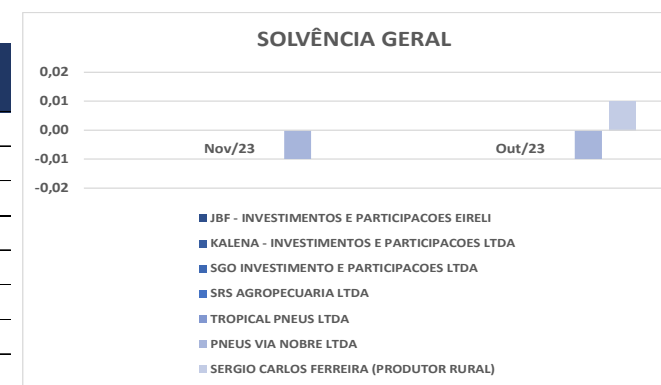 SOLVÊNCIA GERAL
0,02
0,01
0,00
-0,01
-0,02
Nov/23 Out/23
JBF - INVESTIMENTOS E PARTICIPACOES EIRELI
KALENA - INVESTIMENTOS E PARTICIPACOES LTDA
SGO INVESTIMENTO E PARTICIPACOES LTDA
SRS AGROPECUARIA LTDA
TROPICAL PNEUS LTDA
PNEUS VIA NOBRE LTDA
SERGIO CARLOS FERREIRA (PRODUTOR RURAL)